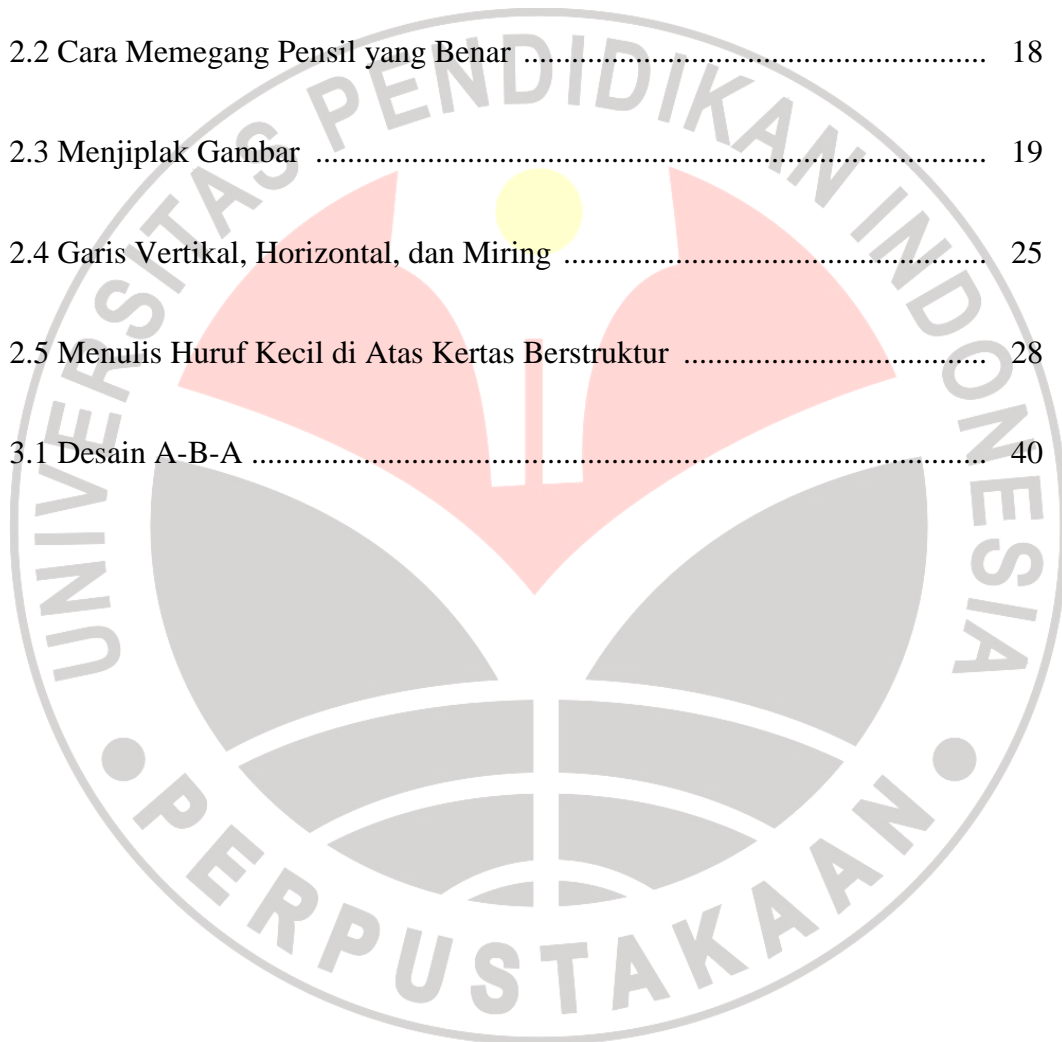 2.2 Cara Memegang Pensil yang Benar ........................................................ 18
2.3 Menjiplak Gambar ................................................................................. 19
2.4 Garis Vertikal, Horizontal, dan Miring ................................................... 25
2.5 Menulis Huruf Kecil di Atas Kertas Berstruktur ..................................... 28
3.1 Desain A-B-A ......................................................................................... 40
UNIVERSITAS PENDIDIKAN INDONESIA
PERPUSTAKAAN